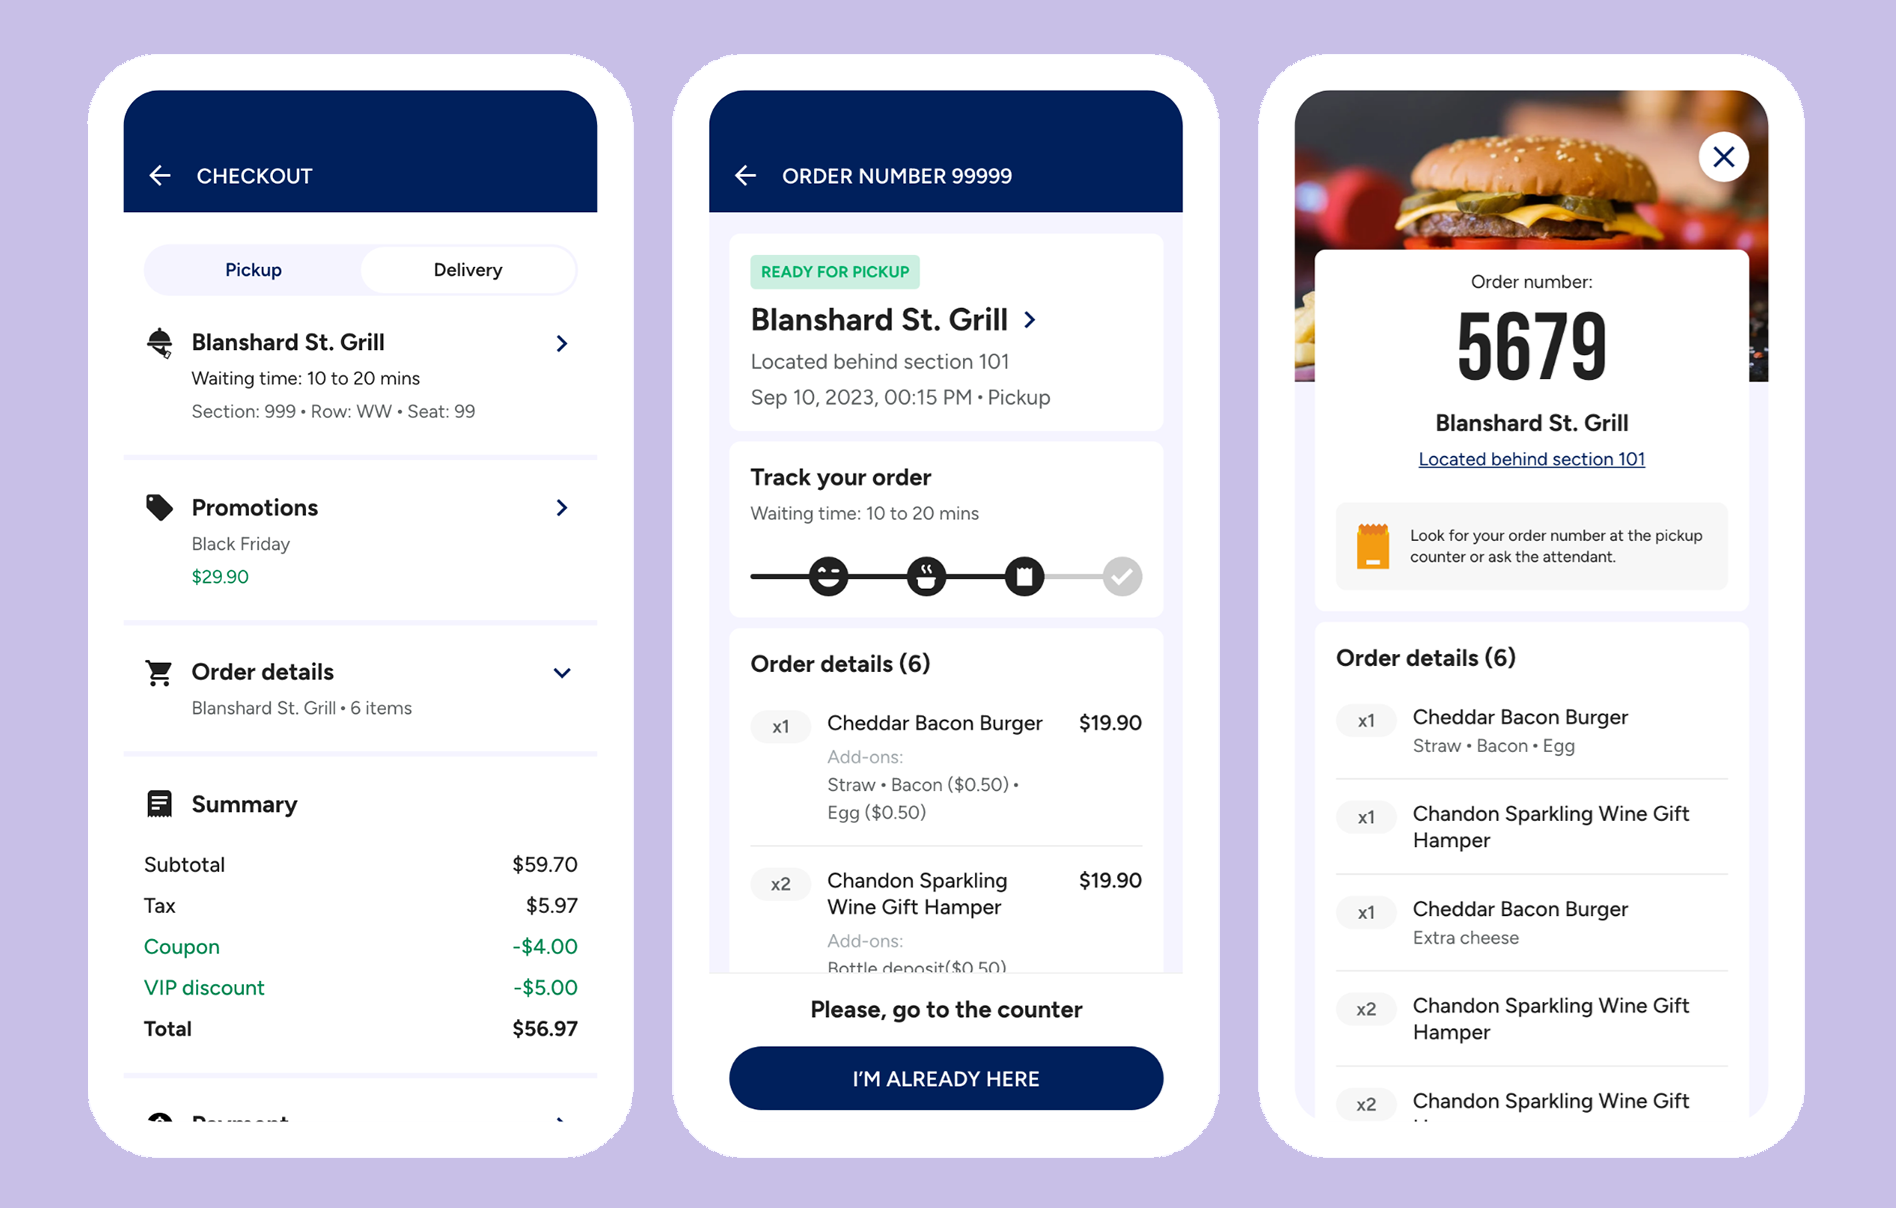 CHECKOUT
Pickup
Delivery
Blanshard St. Grill
Waiting time: 10 to 20 mins
Section: 999 • Row: WW • Seat: 99
Promotions
Black Friday
$29.90
Order details
Blanshard St. Grill • 6 items
Summary
Subtotal $59.70
Tax $5.97
Coupon -$4.00
VIP discount -$5.00
Total $56.97
Payment
ORDER NUMBER 99999
READY FOR PICKUP
Blanshard St. Grill
Located behind section 101
Sep 10, 2023, 00:15 PM • Pickup
Track your order
Waiting time: 10 to 20 mins
Order details (6)
x1 Cheddar Bacon Burger $19.90
Add-ons:
Straw • Bacon ($0.50) •
Egg ($0.50)
x2 Chandon Sparkling $19.90
Wine Gift Hamper
Add-ons:
Bottle deposit($0.50)
Please, go to the counter
I'M ALREADY HERE
Order number:
5679
Blanshard St. Grill
Located behind section 101
Look for your order number at the pickup
counter or ask the attendant.
Order details (6)
x1 Cheddar Bacon Burger
Straw • Bacon • Egg
x1 Chandon Sparkling Wine Gift
Hamper
x1 Cheddar Bacon Burger
Extra cheese
x2 Chandon Sparkling Wine Gift
Hamper
x2 Chandon Sparkling Wine Gift